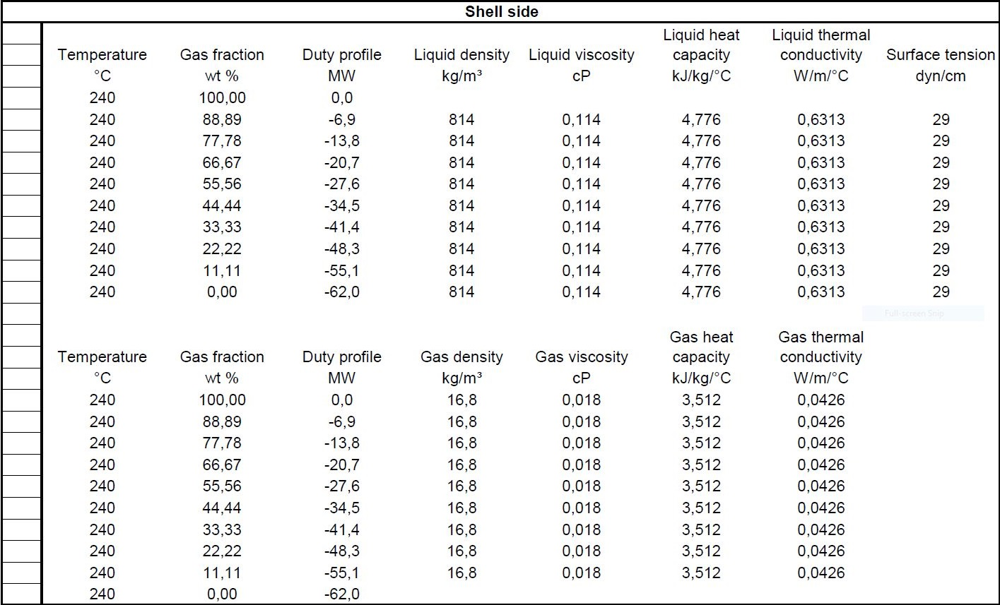 Shell side
Liquid heat Liquid thermal
Temperature Gas fraction Duty profile Liquid density Liquid viscosity capacity conductivity Surface tension
°C wt % MW kg/m³ cP kJ/kg/°C W/m/°C dyn/cm
240 100,00 0,0
240 88,89 -6,9 814 0,114 4,776 0,6313 29
240 77,78 -13,8 814 0,114 4,776 0,6313 29
240 66,67 -20,7 814 0,114 4,776 0,6313 29
240 55,56 -27,6 814 0,114 4,776 0,6313 29
240 44,44 -34,5 814 0,114 4,776 0,6313 29
240 33,33 -41,4 814 0,114 4,776 0,6313 29
240 22,22 -48,3 814 0,114 4,776 0,6313 29
240 11,11 -55,1 814 0,114 4,776 0,6313 29
240 0,00 -62,0 814 0,114 4,776 0,6313 29
Full-screen Snip
Gas heat Gas thermal
Temperature Gas fraction Duty profile Gas density Gas viscosity capacity conductivity
°C wt % MW kg/m³ cP kJ/kg/°C W/m/°C
240 100,00 0,0 16,8 0,018 3,512 0,0426
240 88,89 -6,9 16,8 0,018 3,512 0,0426
240 77,78 -13,8 16,8 0,018 3,512 0,0426
240 66,67 -20,7 16,8 0,018 3,512 0,0426
240 55,56 -27,6 16,8 0,018 3,512 0,0426
240 44,44 -34,5 16,8 0,018 3,512 0,0426
240 33,33 -41,4 16,8 0,018 3,512 0,0426
240 22,22 -48,3 16,8 0,018 3,512 0,0426
240 11,11 -55,1 16,8 0,018 3,512 0,0426
240 0,00 -62,0